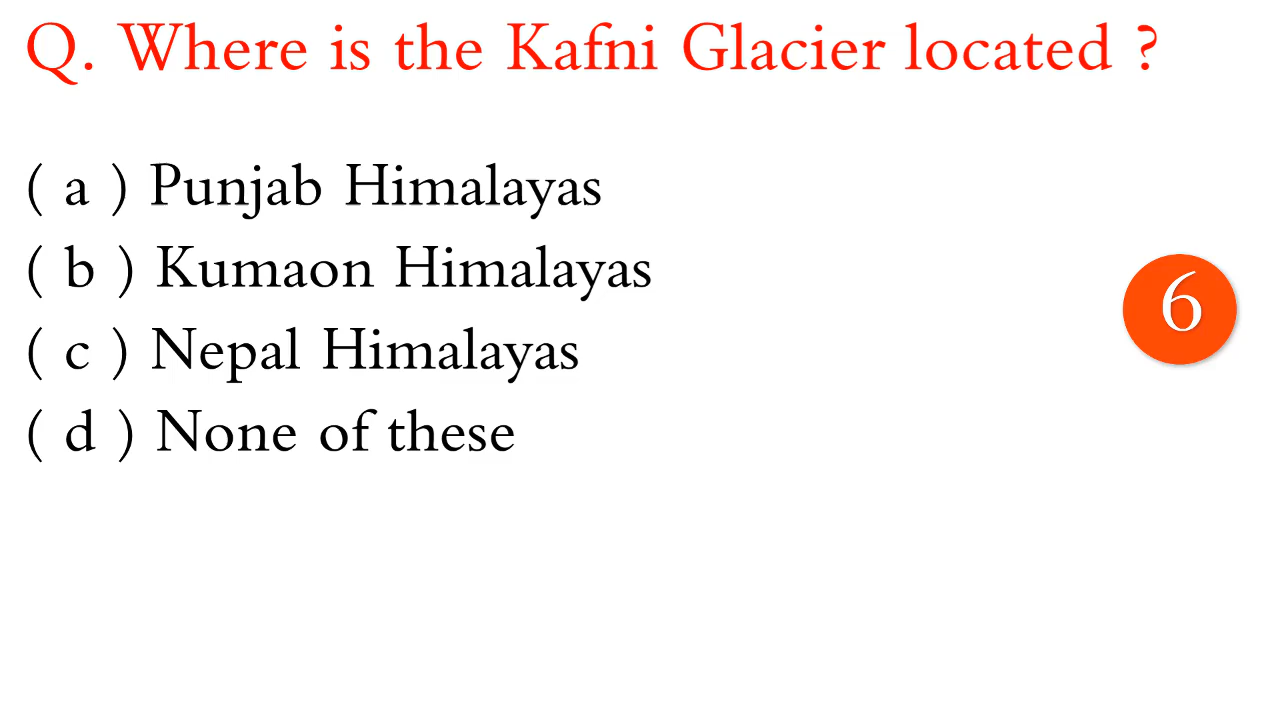 Q. Where is the Kafni Glacier located ?
( a ) Punjab Himalayas
( b ) Kumaon Himalayas
6
( c ) Nepal Himalayas
( d ) None of these